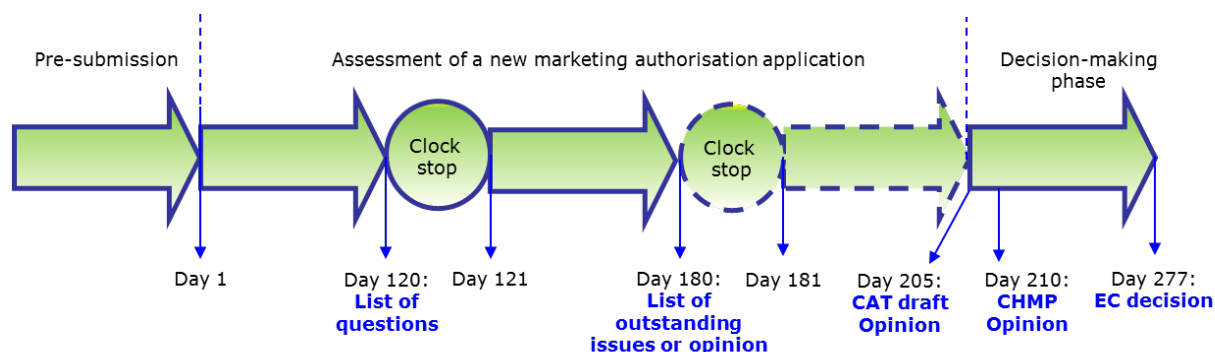 Pre-submission
Assessment of a new marketing authorisation application
Decision-making
phase
Clock
stop
Clock
stop
Day 1
Day 120:
List of
questions
Day 121
Day 180:
List of
outstanding
issues or opinion
Day 181
Day 205:
CAT draft
Opinion
Day 210:
CHMP
Opinion
Day 277:
EC decision